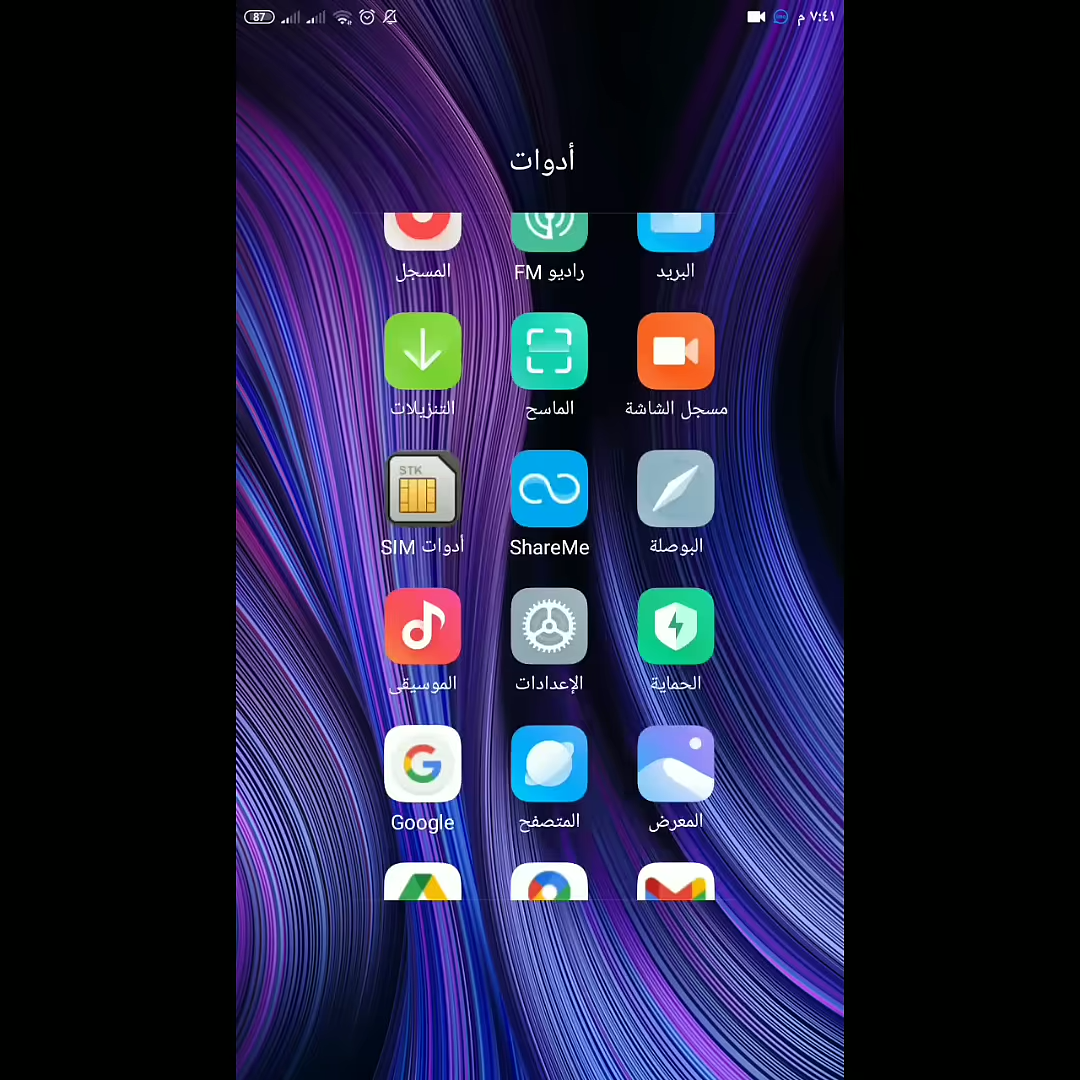 ٧:٤١ م
87
أدوات
البريد
راديو FM
المسجل
مسجل الشاشة
الماسح
التنزيلات
STK
البوصلة
ShareMe
أدوات SIM
الحماية
الإعدادات
الموسيقى
المعرض
المتصفح
Google